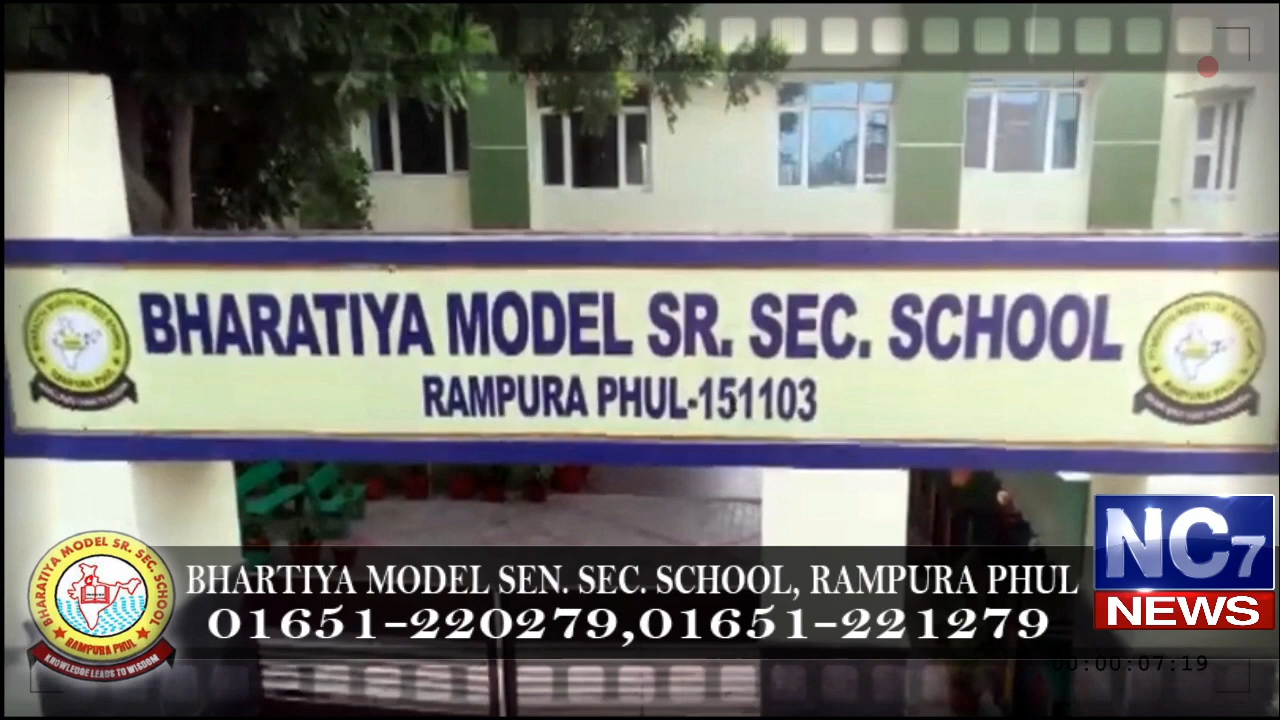 BHARATIYA MODEL SR. SEC. SCHOOL
RAMPURA PHUL-151103
BHARATIYA MODEL SR. SEC. SCHOOL
RAMPURA PHUL
KNOWLEDGE LEADS TO WISDOM
BHARTIYA MODEL SEN. SEC. SCHOOL, RAMPURA PHUL
01651-220279,01651-221279
NC7
NEWS
00:00:07:19